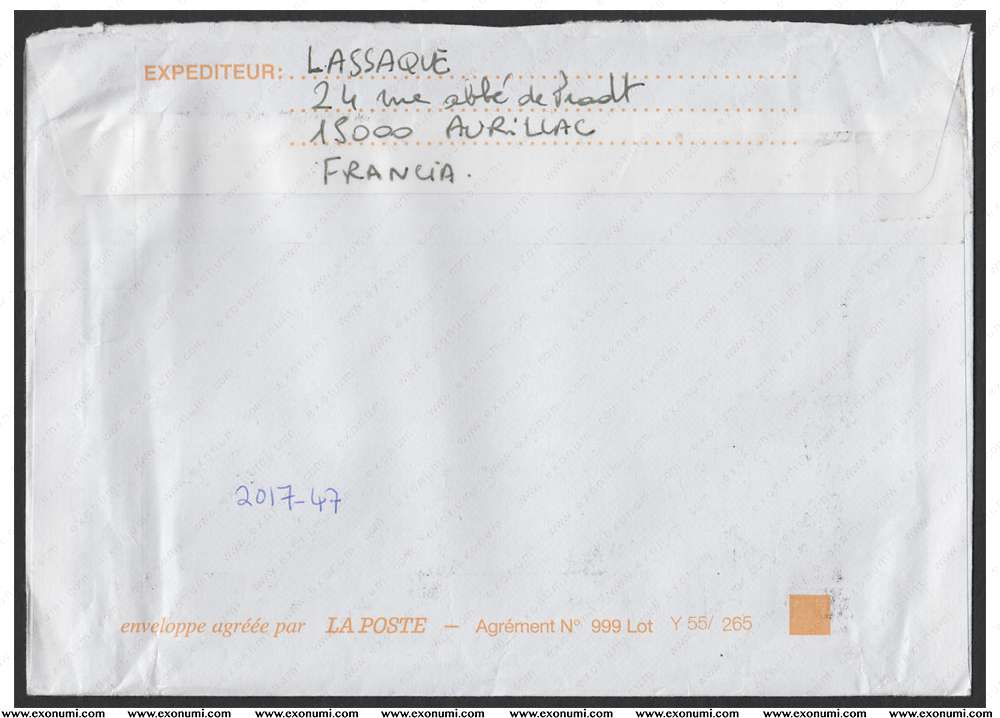 EXPEDITEUR: LASSAQUE
24 rue abbé de Pradt
15000 AURILLAC
FRANCIA.
2017-47
enveloppe agréée par LA POSTE — Agrément N° 999 Lot Y 55/ 265
www.exonumi.com www.exonumi.com www.exonumi.com www.exonumi.com www.exonumi.com www.exonumi.com www.exonumi.com www.exonumi.com